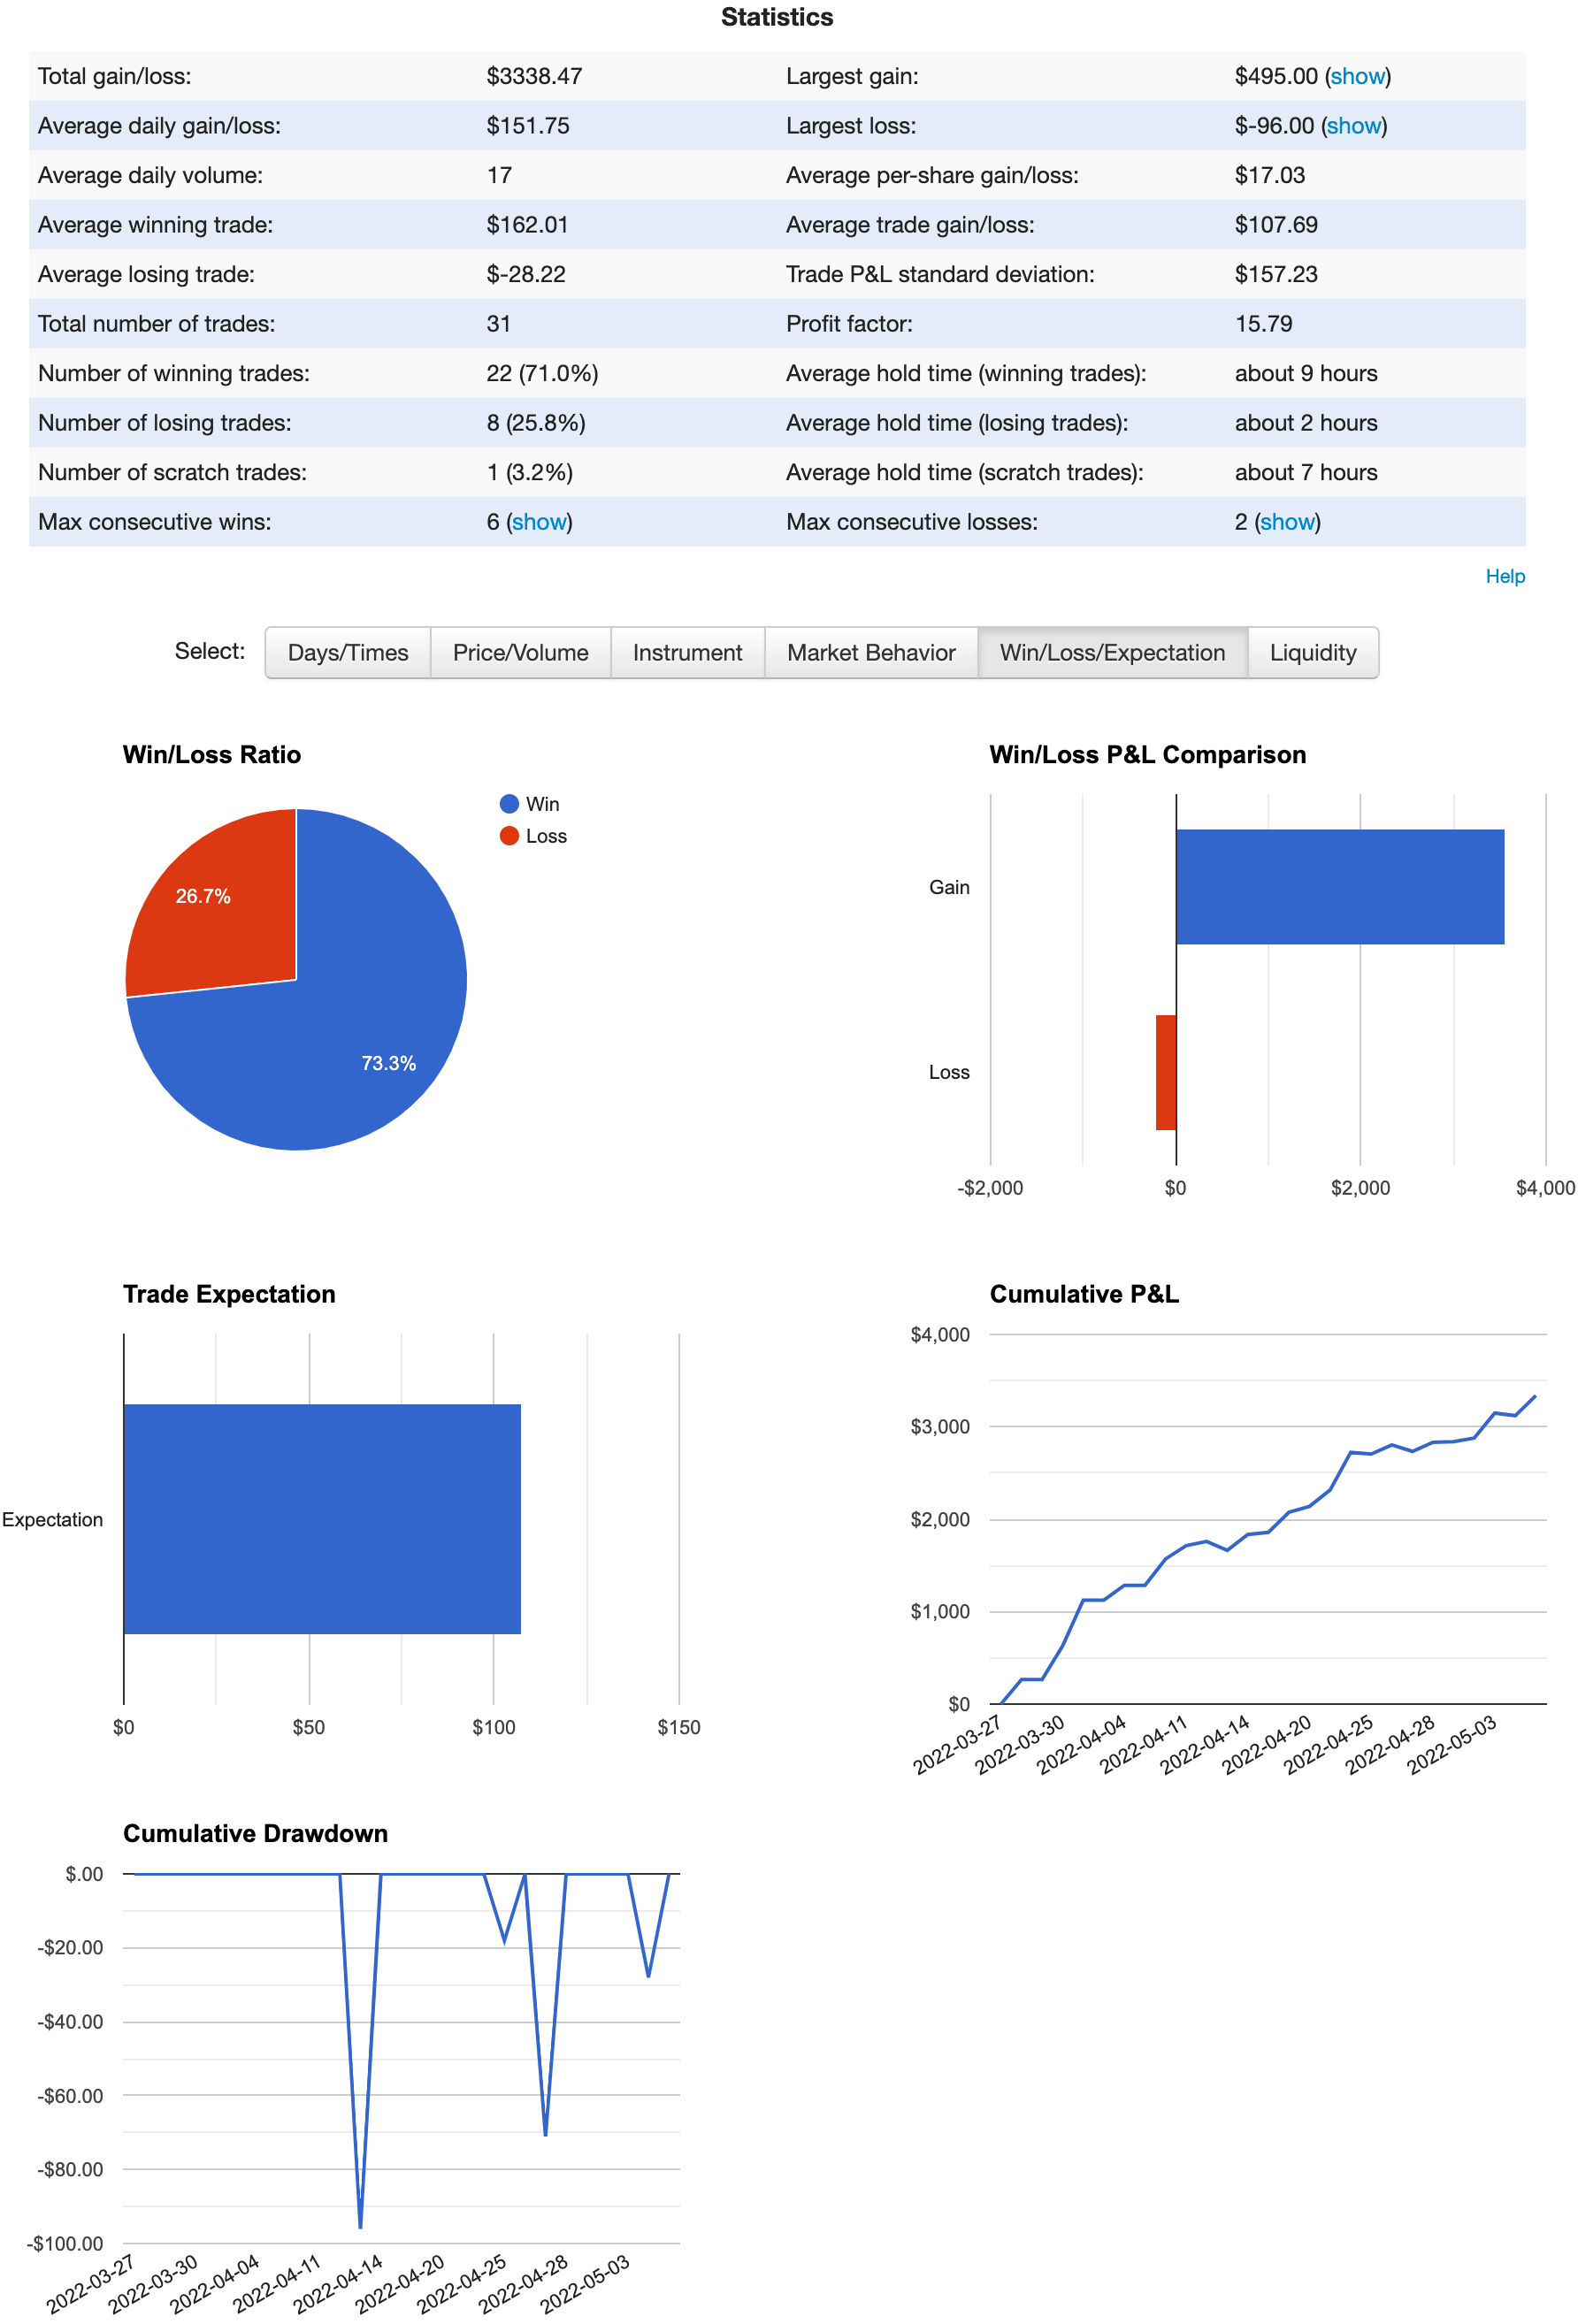 Statistics
Total gain/loss: $3338.47 Largest gain: $495.00 (show)
Average daily gain/loss: $151.75 Largest loss: $-96.00 (show)
Average daily volume: 17 Average per-share gain/loss: $17.03
Average winning trade: $162.01 Average trade gain/loss: $107.69
Average losing trade: $-28.22 Trade P&L standard deviation: $157.23
Total number of trades: 31 Profit factor: 15.79
Number of winning trades: 22 (71.0%) Average hold time (winning trades): about 9 hours
Number of losing trades: 8 (25.8%) Average hold time (losing trades): about 2 hours
Number of scratch trades: 1 (3.2%) Average hold time (scratch trades): about 7 hours
Max consecutive wins: 6 (show) Max consecutive losses: 2 (show)
Help
Select: Days/Times Price/Volume Instrument Market Behavior Win/Loss/Expectation Liquidity
Win/Loss Ratio
Win
Loss
26.7%
73.3%
Win/Loss P&L Comparison
Gain
Loss
-$2,000 $0 $2,000 $4,000
Trade Expectation
Expectation
$0 $50 $100 $150
Cumulative P&L
$4,000
$3,000
$2,000
$1,000
$0
2022-03-27 2022-03-30 2022-04-04 2022-04-11 2022-04-14 2022-04-20 2022-04-25 2022-04-28 2022-05-03
Cumulative Drawdown
$.00
-$20.00
-$40.00
-$60.00
-$80.00
-$100.00
2022-03-27 2022-03-30 2022-04-04 2022-04-11 2022-04-14 2022-04-20 2022-04-25 2022-04-28 2022-05-03